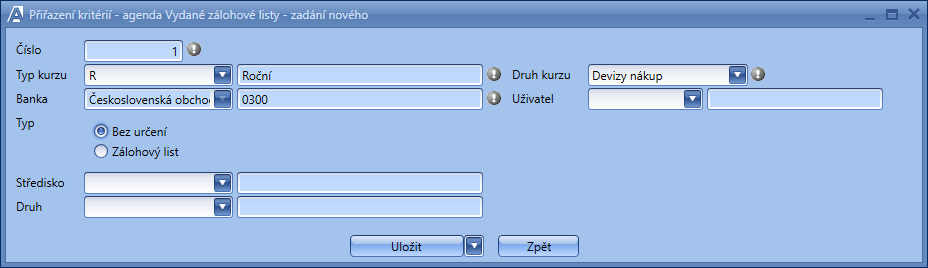 Přiřazení kritérií - agenda Vydané zálohové listy - zadání nového
Číslo 1
Typ kurzu R Roční Druh kurzu Devizy nákup
Banka Československá obchod 0300 Uživatel
Typ
Bez určení
Zálohový list
Středisko
Druh
Uložit Zpět